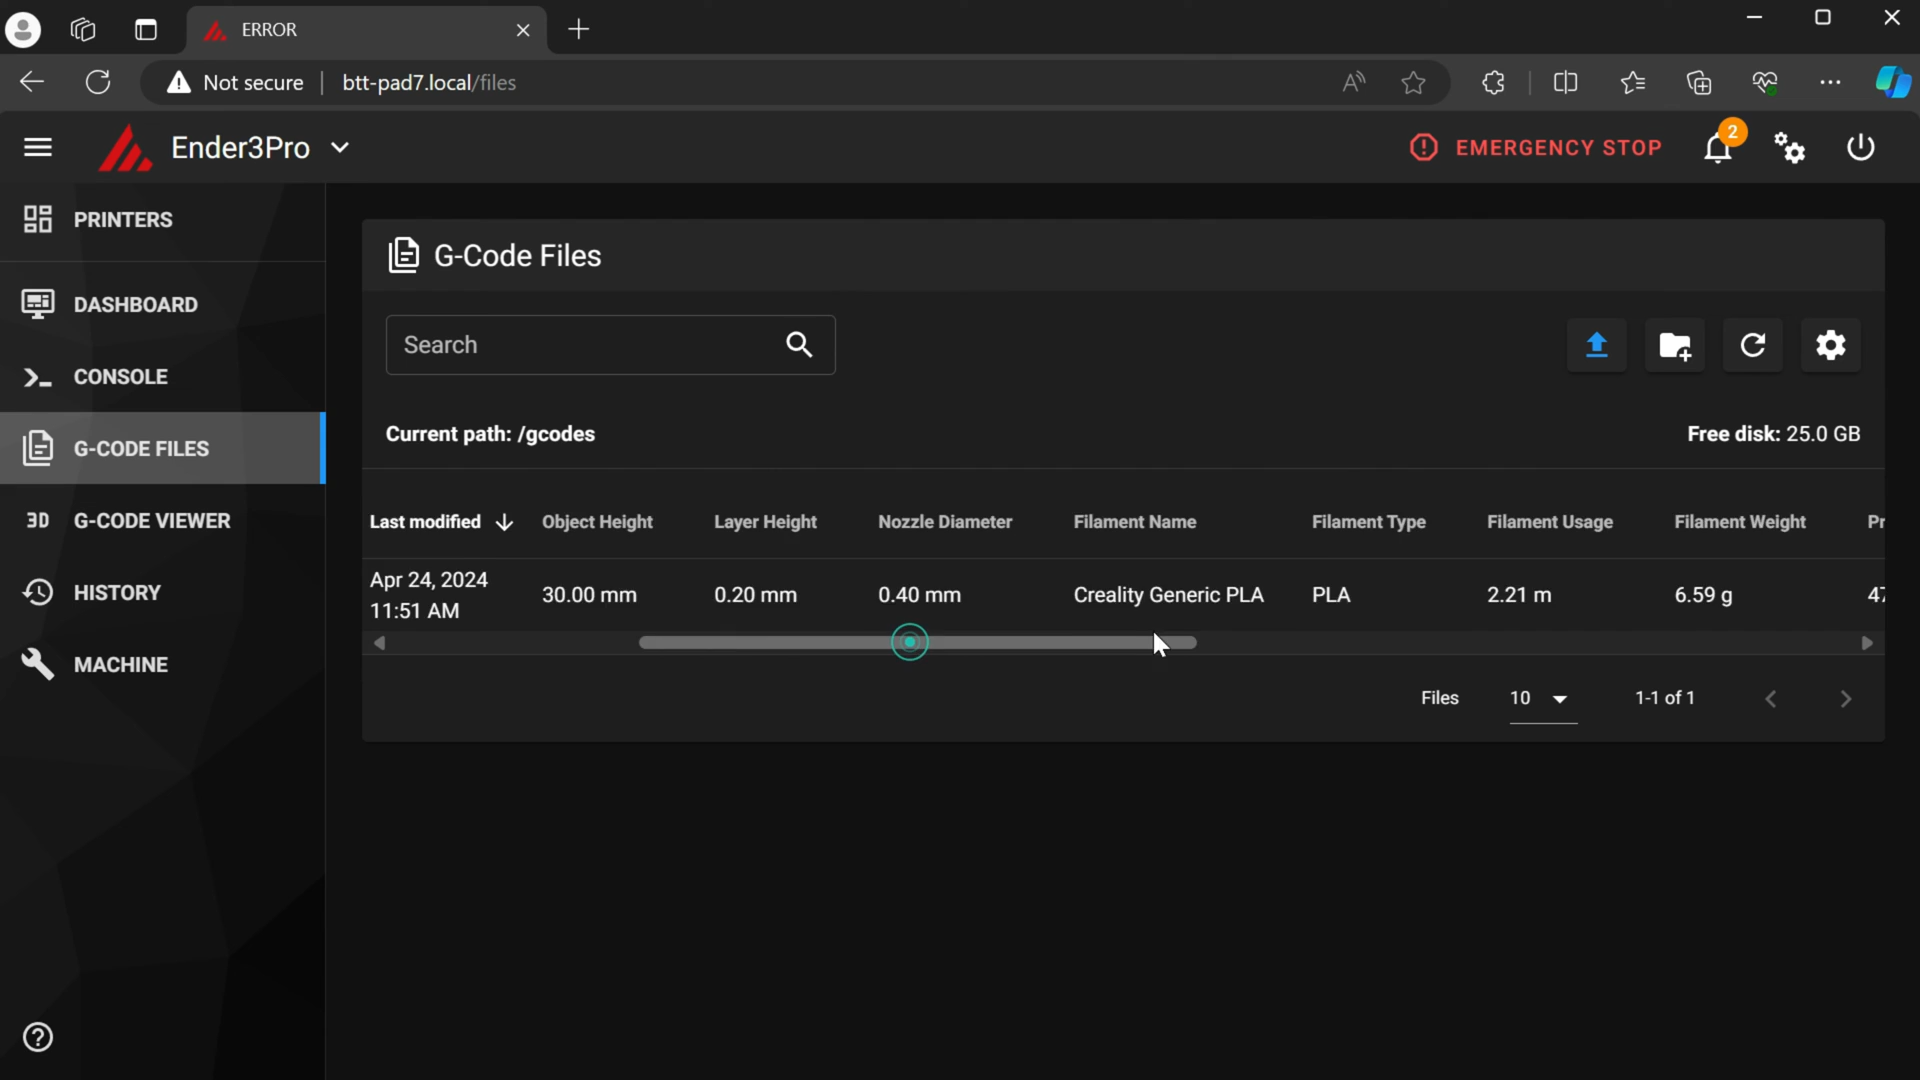 ERROR
Not secure | btt-pad7.local/files
Ender3Pro
EMERGENCY STOP
2
PRINTERS
DASHBOARD
CONSOLE
G-CODE FILES
3D G-CODE VIEWER
HISTORY
MACHINE
G-Code Files
Search
Current path: /gcodes
Free disk: 25.0 GB
Last modified Object Height Layer Height Nozzle Diameter Filament Name Filament Type Filament Usage Filament Weight Pr
Apr 24, 2024
11:51 AM 30.00 mm 0.20 mm 0.40 mm Creality Generic PLA PLA 2.21 m 6.59 g 47
Files 10 1-1 of 1